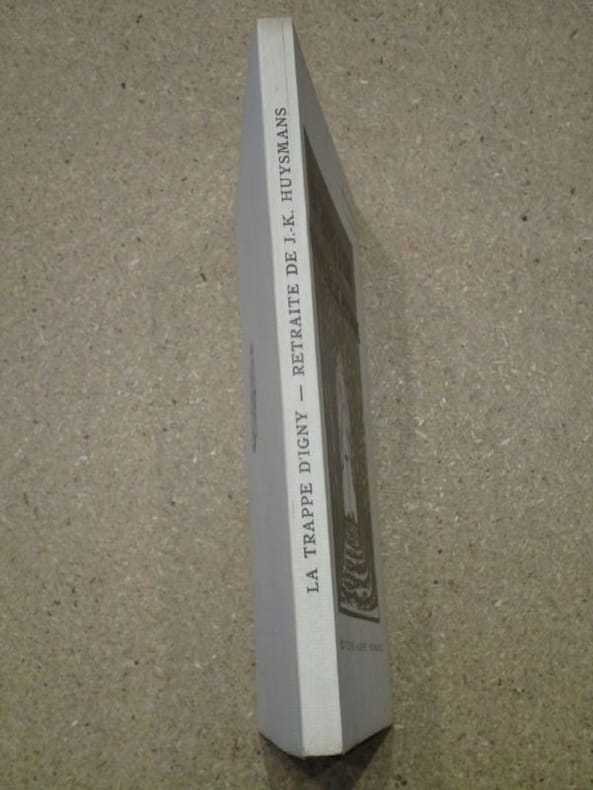 LA TRAPPE D'IGNY — RETRAITE DE J.-K. HUYSMANS